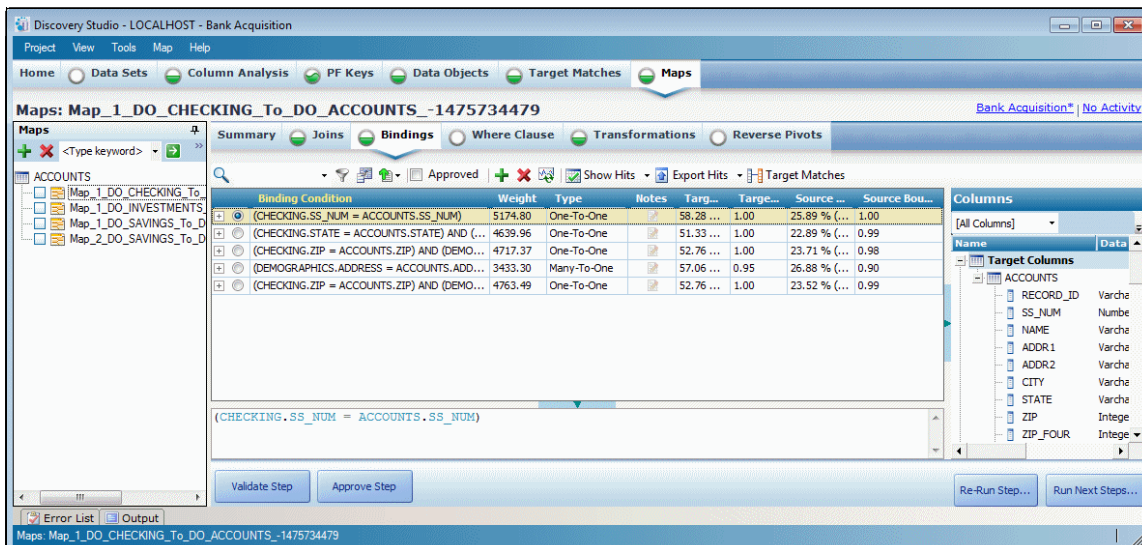 Discovery Studio - LOCALHOST - Bank Acquisition
Project View Tools Map Help
Home Data Sets Column Analysis PF Keys Data Objects Target Matches Maps
Maps: Map_1_DO_CHECKING_To_DO_ACCOUNTS_-1475734479
Bank Acquisition* | No Activity
Maps
<Type keyword>
ACCOUNTS
Map_1_DO_CHECKING_To_
Map_1_DO_INVESTMENTS_
Map_1_DO_SAVINGS_To_D
Map_2_DO_SAVINGS_To_D
Summary Joins Bindings Where Clause Transformations Reverse Pivots
Approved Show Hits Export Hits Target Matches
Binding Condition Weight Type Notes Targ... Targe... Source ... Source Bou...
(CHECKING.SS_NUM = ACCOUNTS.SS_NUM) 5174.80 One-To-One 58.28 ... 1.00 25.89 % (... 1.00
(CHECKING.STATE = ACCOUNTS.STATE) AND (... 4639.96 One-To-One 51.33 ... 1.00 22.89 % (... 0.99
(CHECKING.ZIP = ACCOUNTS.ZIP) AND (DEMO... 4717.37 One-To-One 52.76 ... 1.00 23.71 % (... 0.98
(DEMOGRAPHICS.ADDRESS = ACCOUNTS.ADD... 3433.30 Many-To-One 57.06 ... 0.95 26.88 % (... 0.90
(CHECKING.ZIP = ACCOUNTS.ZIP) AND (DEMO... 4763.49 One-To-One 52.76 ... 1.00 23.52 % (... 0.99
(CHECKING.SS_NUM = ACCOUNTS.SS_NUM)
Validate Step Approve Step
Columns
[All Columns]
Name Data
Target Columns
ACCOUNTS
RECORD_ID Varcha
SS_NUM Numbe
NAME Varcha
ADDR1 Varcha
ADDR2 Varcha
CITY Varcha
STATE Varcha
ZIP Intege
ZIP_FOUR Intege
Re-Run Step... Run Next Steps...
Error List Output
Maps: Map_1_DO_CHECKING_To_DO_ACCOUNTS_-1475734479